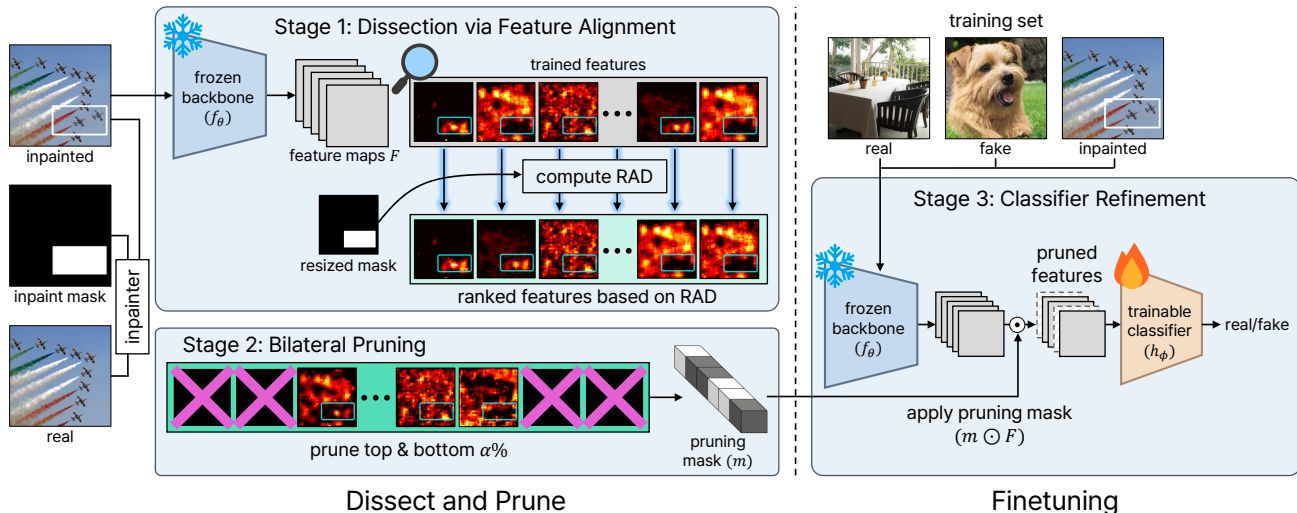 Stage 1: Dissection via Feature Alignment
inpainted
frozen
backbone
(f_θ)
feature maps F
trained features
compute RAD
resized mask
ranked features based on RAD
inpaint mask
inpainter
real
Stage 2: Bilateral Pruning
prune top & bottom α%
pruning
mask (m)
Dissect and Prune
training set
real
fake
inpainted
Stage 3: Classifier Refinement
frozen
backbone
(f_θ)
pruned
features
trainable
classifier
(h_ϕ)
real/fake
apply pruning mask
(m ⊙ F)
Finetuning